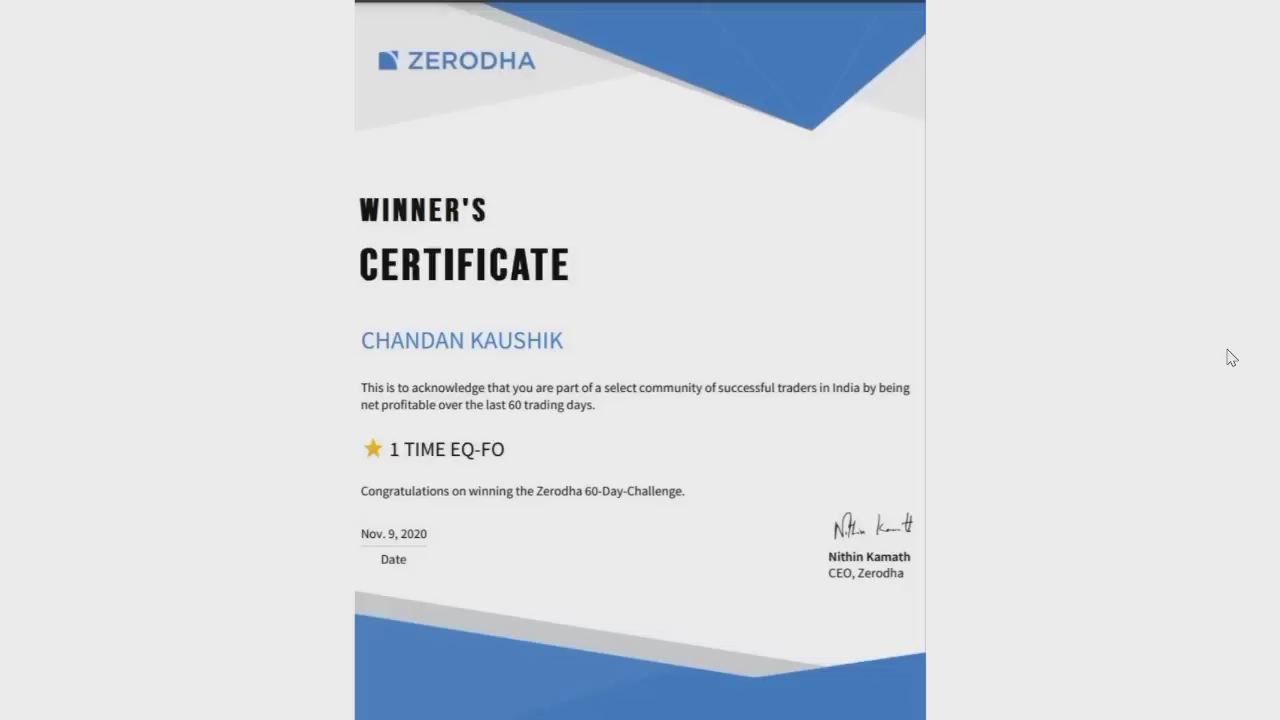 ZERODHA
WINNER'S
CERTIFICATE
CHANDAN KAUSHIK
This is to acknowledge that you are part of a select community of successful traders in India by being
net profitable over the last 60 trading days.
1 TIME EQ-FO
Congratulations on winning the Zerodha 60-Day-Challenge.
Nov. 9, 2020
Date
Nithin Kamath
Nithin Kamath
CEO, Zerodha